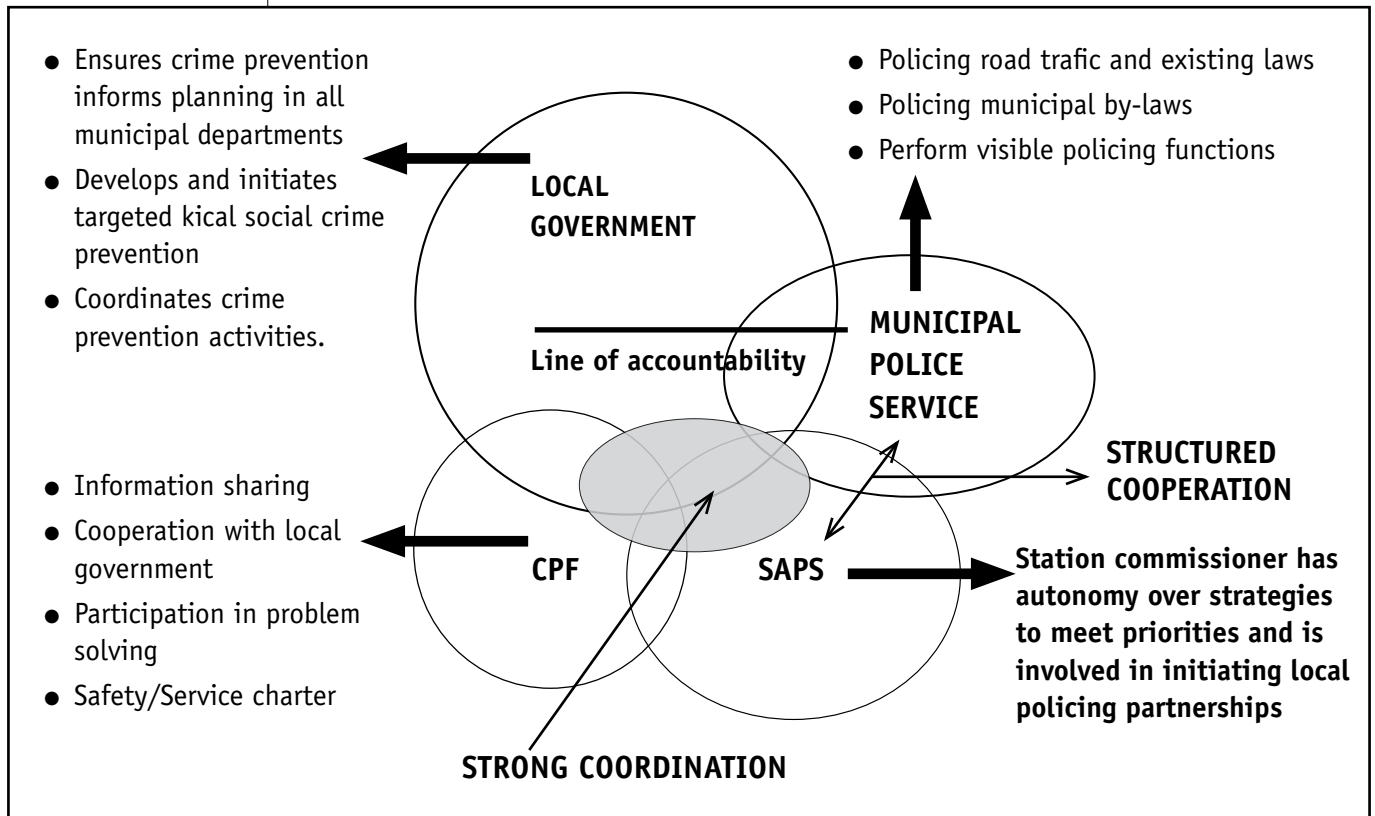 ● Ensures crime prevention
informs planning in all
municipal departments
● Develops and initiates
targeted kical social crime
prevention
● Coordinates crime
prevention activities.
● Policing road trafic and existing laws
● Policing municipal by-laws
● Perform visible policing functions
LOCAL
GOVERNMENT
Line of accountability
MUNICIPAL
POLICE
SERVICE
STRUCTURED
COOPERATION
● Information sharing
● Cooperation with local
government
● Participation in problem
solving
● Safety/Service charter
CPF
SAPS
Station commissioner has
autonomy over strategies
to meet priorities and is
involved in initiating local
policing partnerships
STRONG COORDINATION